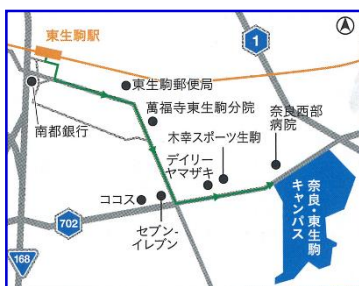 東生駒駅
1
東生駒郵便局
萬福寺東生駒分院
南都銀行
木幸スポーツ生駒
奈良西部
病院
デイリー
ヤマザキ
ココス
セブン-
イレブン
奈良・東生駒
キャンパス
702
168